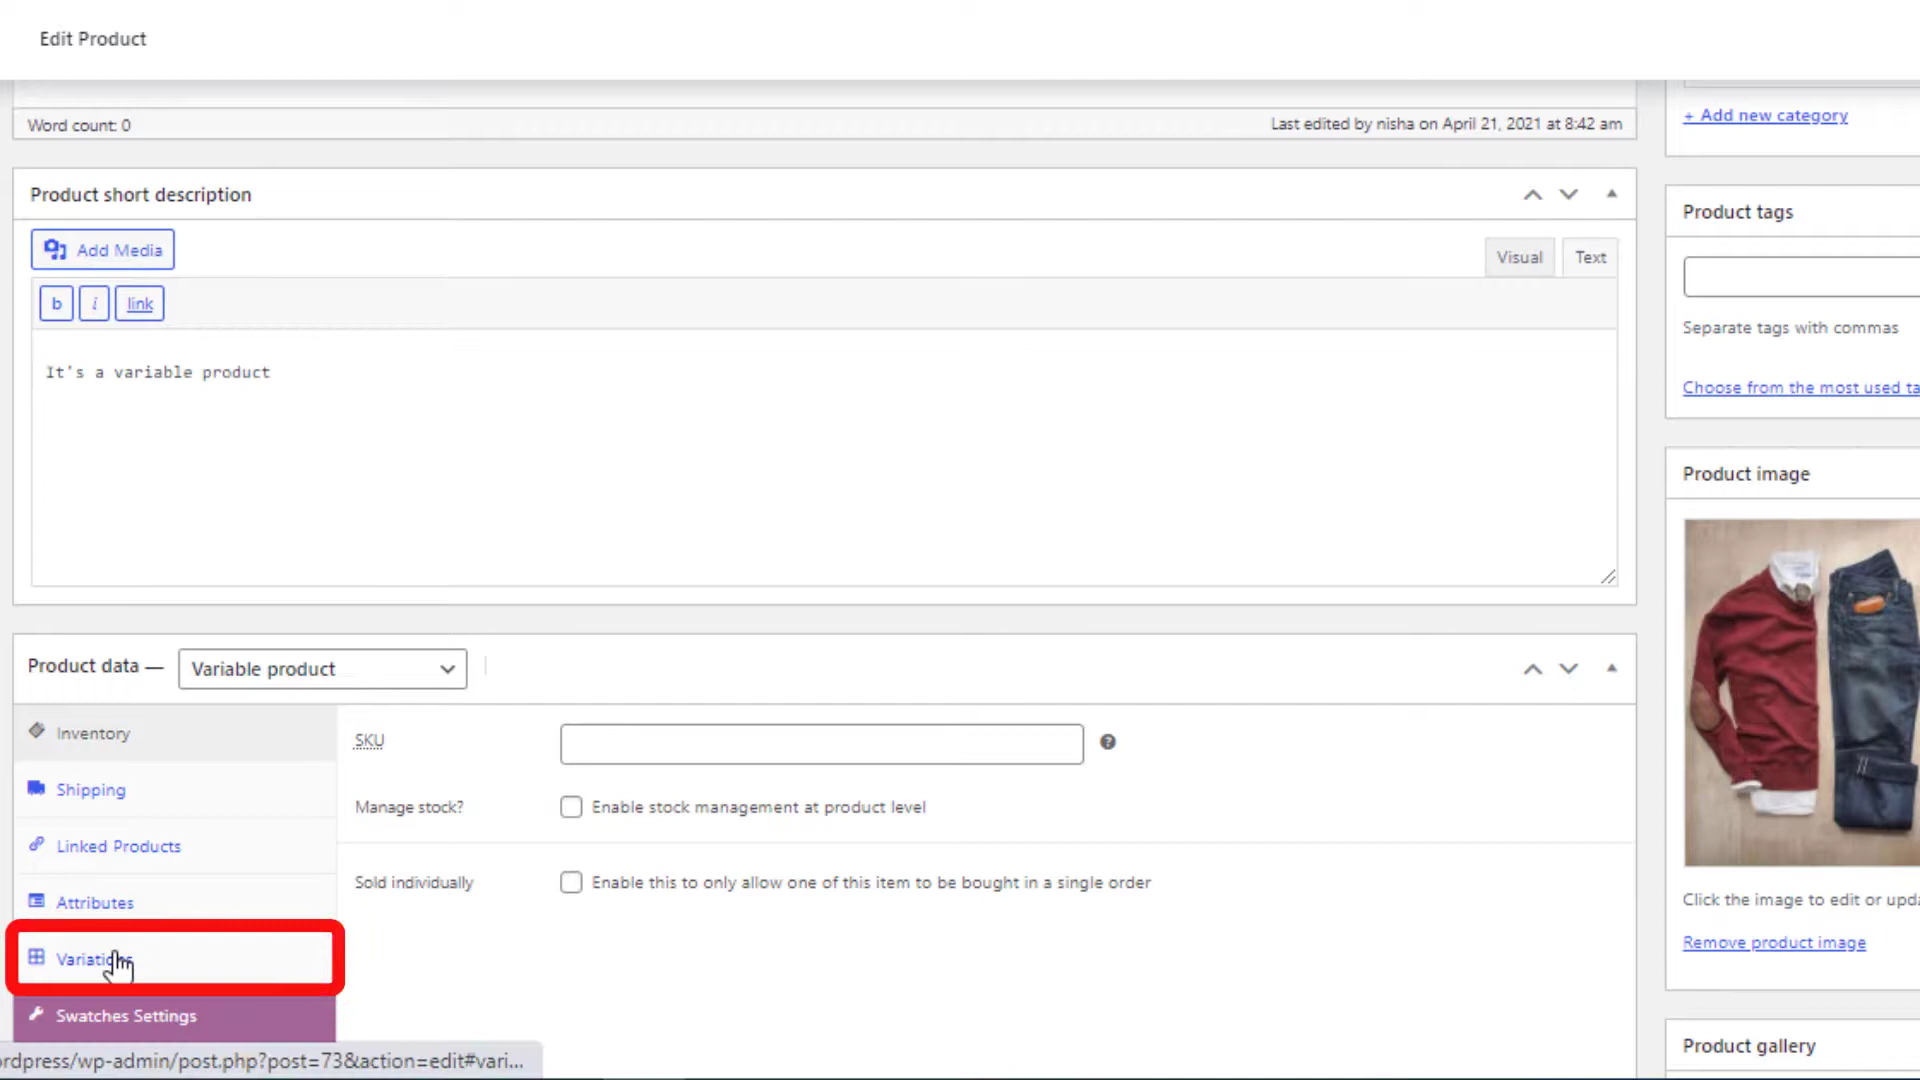 Edit Product
Word count: 0
Last edited by nisha on April 21, 2021 at 8:42 am
+ Add new category
Product short description
Product tags
Add Media
Visual
Text
b
i
link
Separate tags with commas
It's a variable product
Choose from the most used ta
Product image
Product data —
Variable product
Inventory
SKU
Shipping
Manage stock?
Enable stock management at product level
Linked Products
Sold individually
Enable this to only allow one of this item to be bought in a single order
Attributes
Click the image to edit or upda
Remove product image
Variations
Swatches Settings
Product gallery
ordpress/wp-admin/post.php?post=73&action=edit#vari...